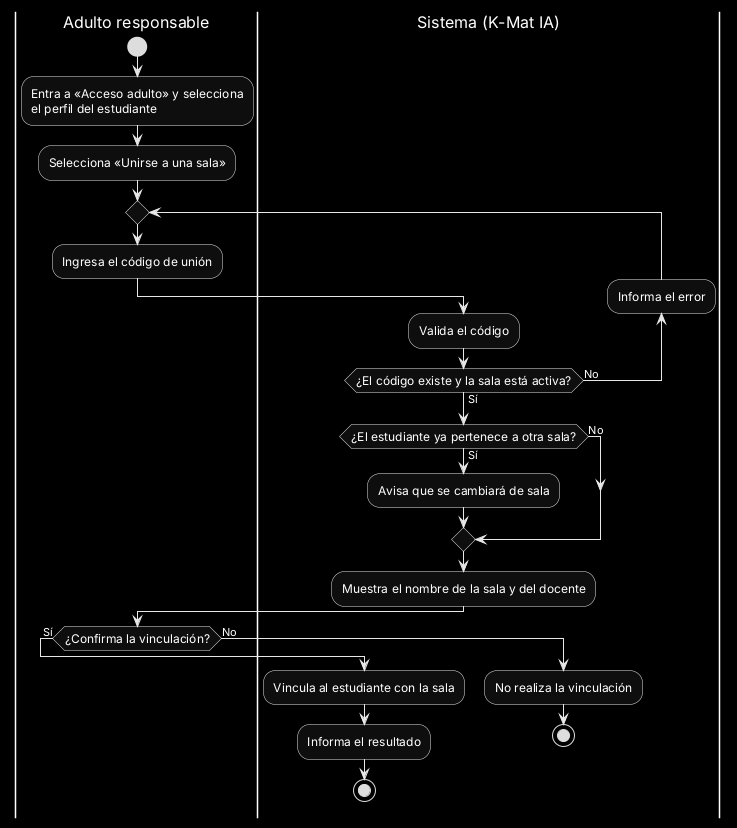 Adulto responsable
Sistema (K-Mat IA)
Entra a «Acceso adulto» y selecciona
el perfil del estudiante
Selecciona «Unirse a una sala»
Ingresa el código de unión
Informa el error
Valida el código
¿El código existe y la sala está activa?
No
Sí
¿El estudiante ya pertenece a otra sala?
No
Sí
Avisa que se cambiará de sala
Muestra el nombre de la sala y del docente
Sí
¿Confirma la vinculación?
No
Vincula al estudiante con la sala
No realiza la vinculación
Informa el resultado